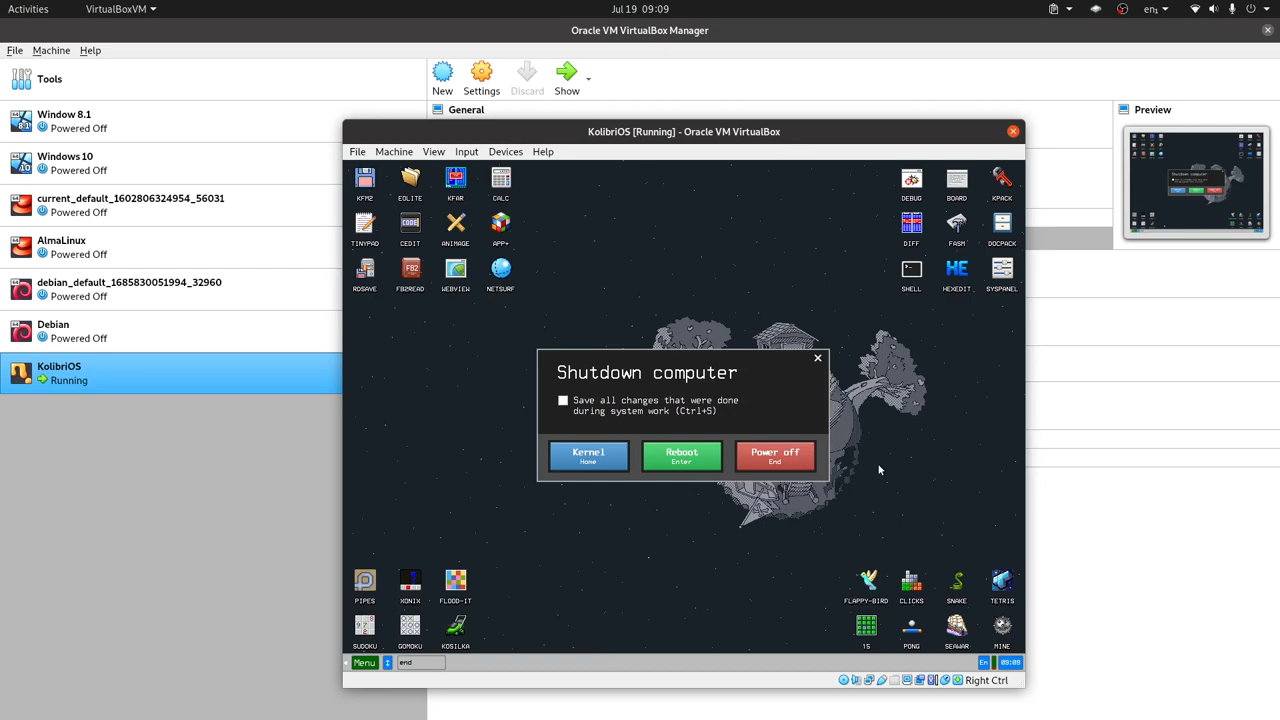 Activities
VirtualBoxVM
Jul 19 09:09
en₁
Oracle VM VirtualBox Manager
File Machine Help
Tools
New Settings Discard Show
General
Preview
Window 8.1
Powered Off
Windows 10
Powered Off
current_default_1602806324954_56031
Powered Off
AlmaLinux
Powered Off
debian_default_1685830051994_32960
Powered Off
Debian
Powered Off
KolibriOS
Running
KolibriOS [Running] - Oracle VM VirtualBox
File Machine View Input Devices Help
KFM2 EOLITE KFAR CALC
DEBUG BOARD KPACK
TINYPAD CEDIT ANIMAGE APP+
DIFF FASM DOCPACK
RDSAVE FB2READ WEBVIEW NETSURF
SHELL HEXEDIT SYSPANEL
Shutdown computer
Save all changes that were done
during system work (Ctrl+S)
Kernel
Home
Reboot
Enter
Power off
End
PIPES XONIX FLOOD-IT
FLAPPY-BIRD CLICKS SNAKE TETRIS
SUDOKU GOMOKU KOSILKA
15 PONG SEAWAR MINE
Menu
end
En
09:09
Right Ctrl